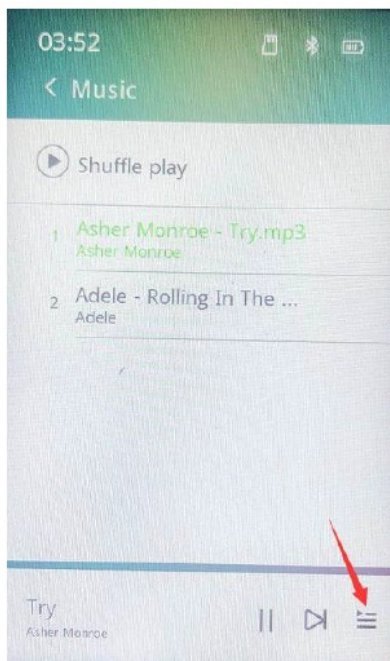 03:52
Music
Shuffle play
1 Asher Monroe - Try.mp3
Asher Monroe
2 Adele - Rolling In The ...
Adele
Try
Asher Monroe